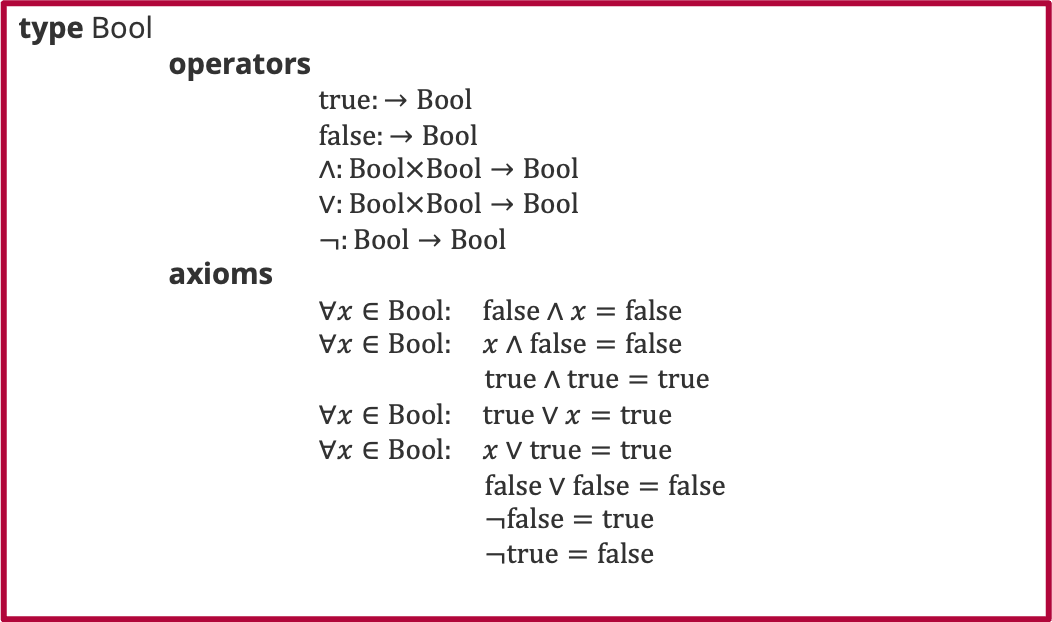 type Bool
operators
true: → Bool
false: → Bool
∧: Bool×Bool → Bool
∨: Bool×Bool → Bool
¬: Bool → Bool
axioms
∀x ∈ Bool: false ∧ x = false
∀x ∈ Bool: x ∧ false = false
true ∧ true = true
∀x ∈ Bool: true ∨ x = true
∀x ∈ Bool: x ∨ true = true
false ∨ false = false
¬false = true
¬true = false